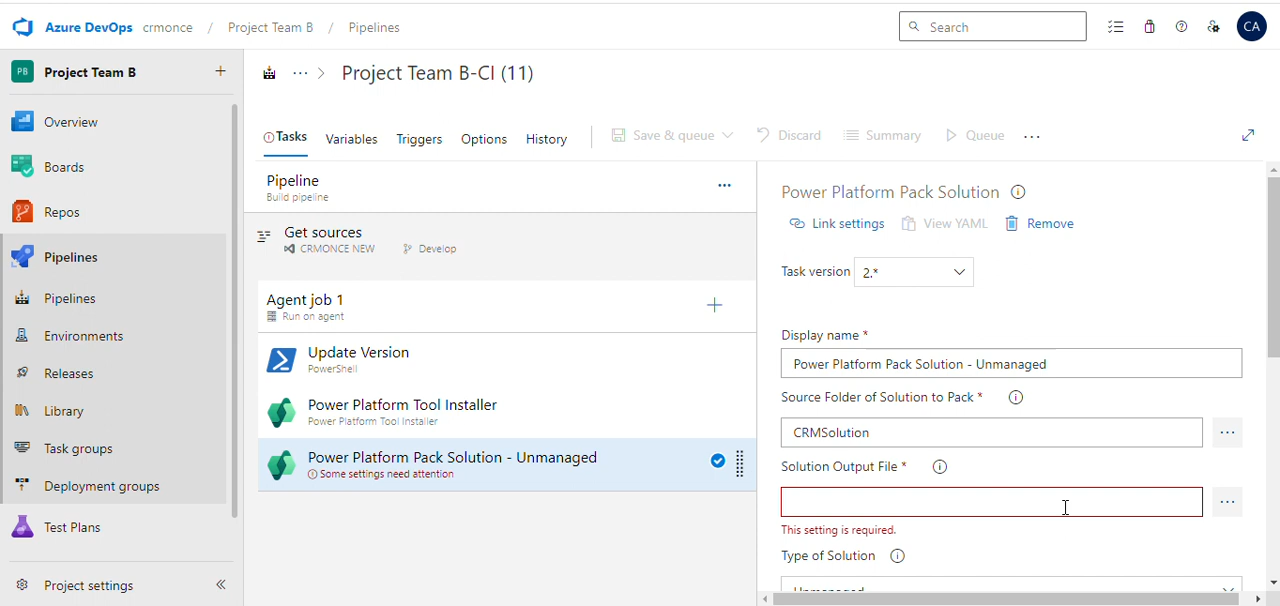 Azure DevOps crmonce / Project Team B / Pipelines
Search
CA
PB Project Team B
Overview
Boards
Repos
Pipelines
Pipelines
Environments
Releases
Library
Task groups
Deployment groups
Test Plans
Project settings
Project Team B-CI (11)
Tasks Variables Triggers Options History Save & queue Discard Summary Queue
Pipeline
Build pipeline
Get sources
CRMONCE NEW Develop
Agent job 1
Run on agent
Update Version
PowerShell
Power Platform Tool Installer
Power Platform Tool Installer
Power Platform Pack Solution - Unmanaged
Some settings need attention
Power Platform Pack Solution
Link settings View YAML Remove
Task version 2.*
Display name *
Power Platform Pack Solution - Unmanaged
Source Folder of Solution to Pack *
CRMSolution
Solution Output File *
This setting is required.
Type of Solution
Unmanaged